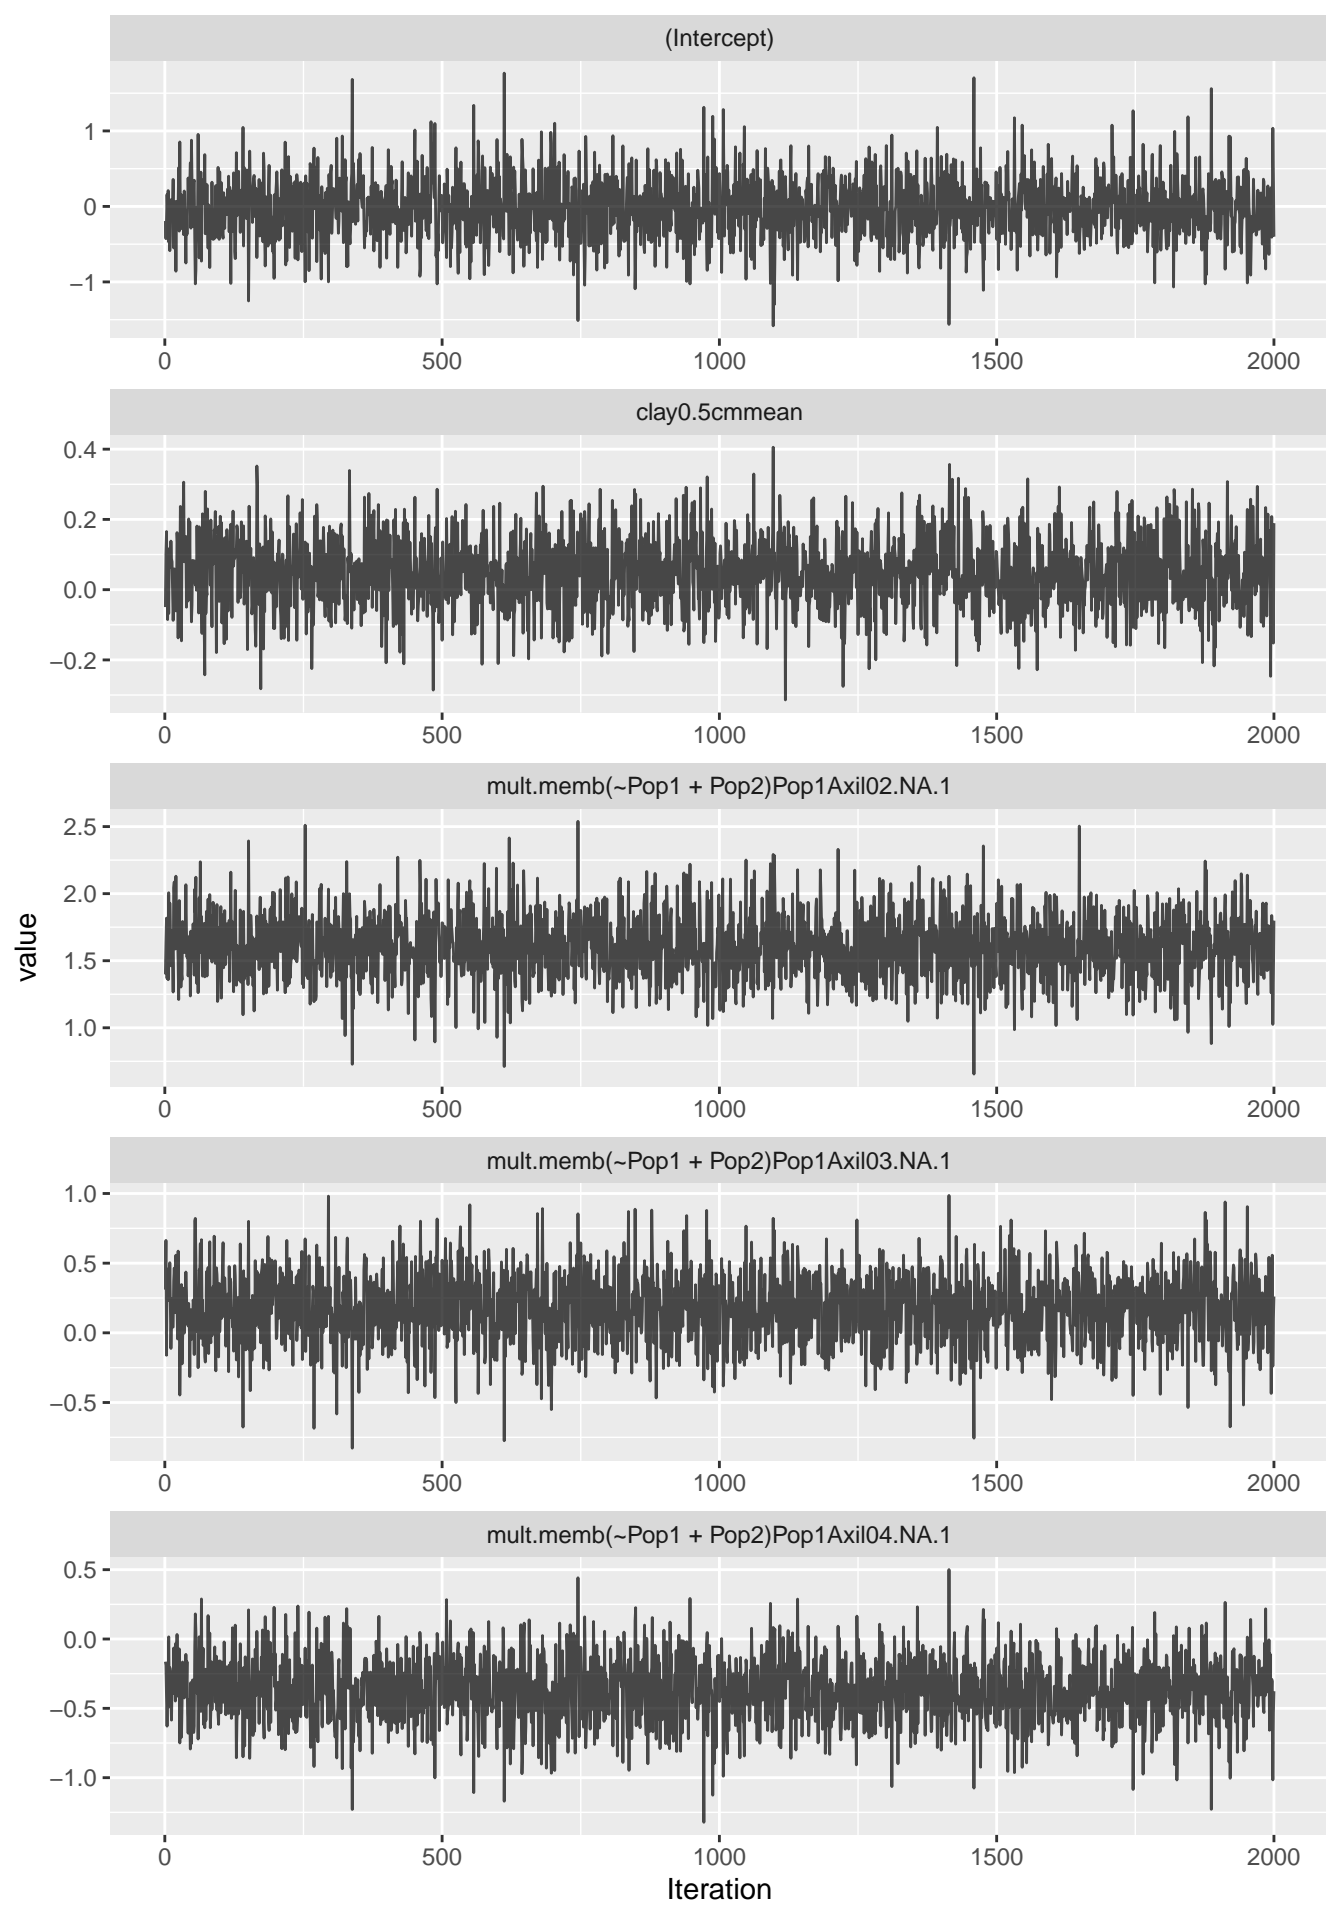 (Intercept)
1
0
−1
0 500 1000 1500 2000
clay0.5cmmean
0.4
0.2
0.0
−0.2
0 500 1000 1500 2000
mult.memb(~Pop1 + Pop2)Pop1Axil02.NA.1
2.5
2.0
1.5
1.0
0 500 1000 1500 2000
value
mult.memb(~Pop1 + Pop2)Pop1Axil03.NA.1
1.0
0.5
0.0
−0.5
0 500 1000 1500 2000
mult.memb(~Pop1 + Pop2)Pop1Axil04.NA.1
0.5
0.0
−0.5
−1.0
0 500 1000 1500 2000
Iteration